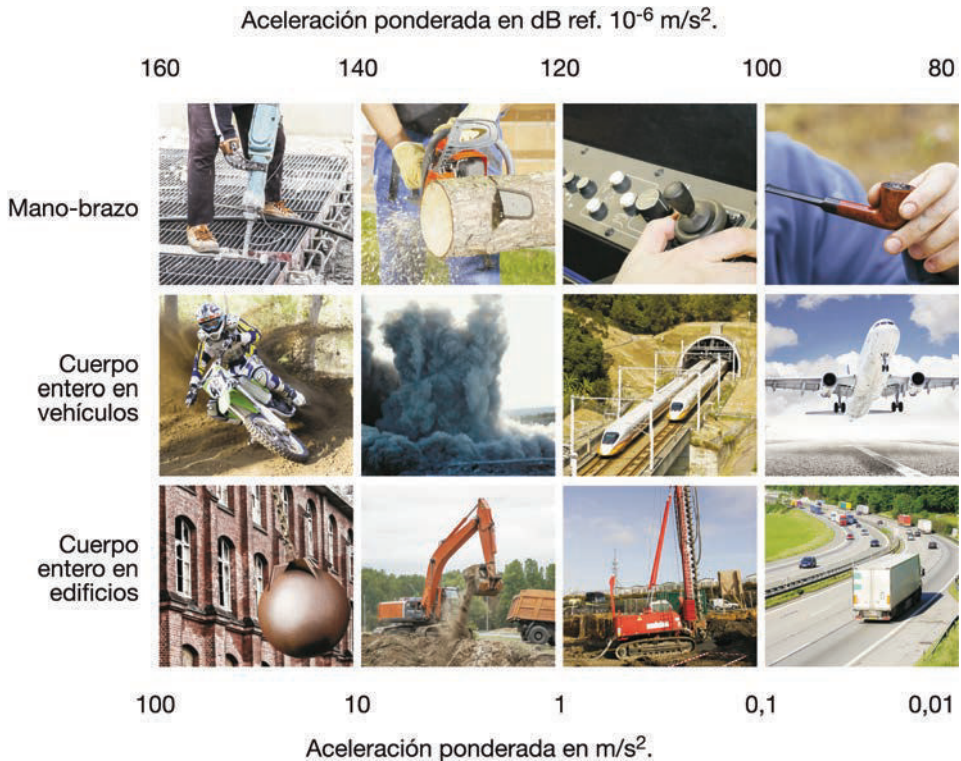 Aceleración ponderada en dB ref. 10⁻⁶ m/s².
160 140 120 100 80
Mano-brazo
Cuerpo
entero en
vehículos
Cuerpo
entero en
edificios
100 10 1 0,1 0,01
Aceleración ponderada en m/s².